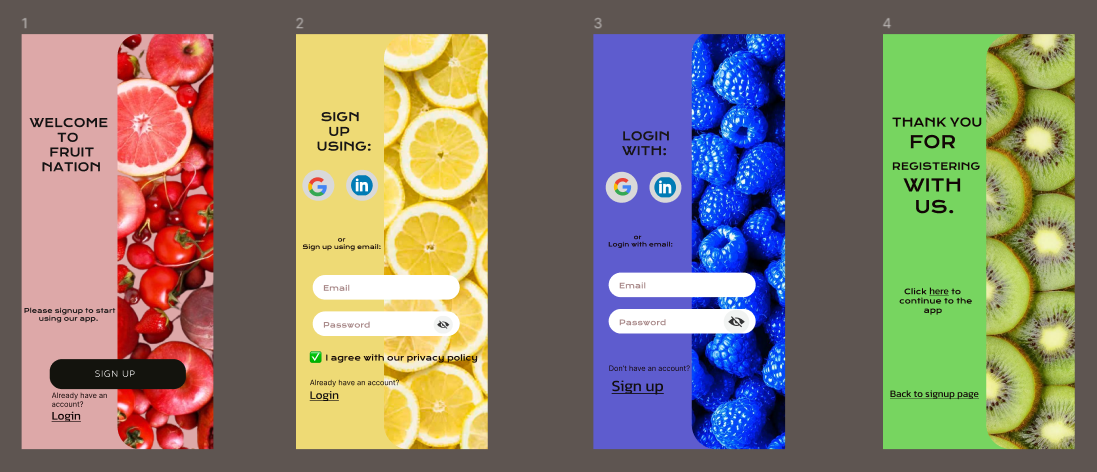 1
WELCOME
TO
FRUIT
NATION
Please signup to start
using our app.
SIGN UP
Already have an
account?
Login
2
SIGN
UP
USING:
G
in
or
Sign up using email:
Email
Password
I agree with our privacy policy
Already have an account?
Login
3
LOGIN
WITH:
G
in
or
Login with email:
Email
Password
Don't have an account?
Sign up
4
THANK YOU
FOR
REGISTERING
WITH
US.
Click here to
continue to the
app
Back to signup page